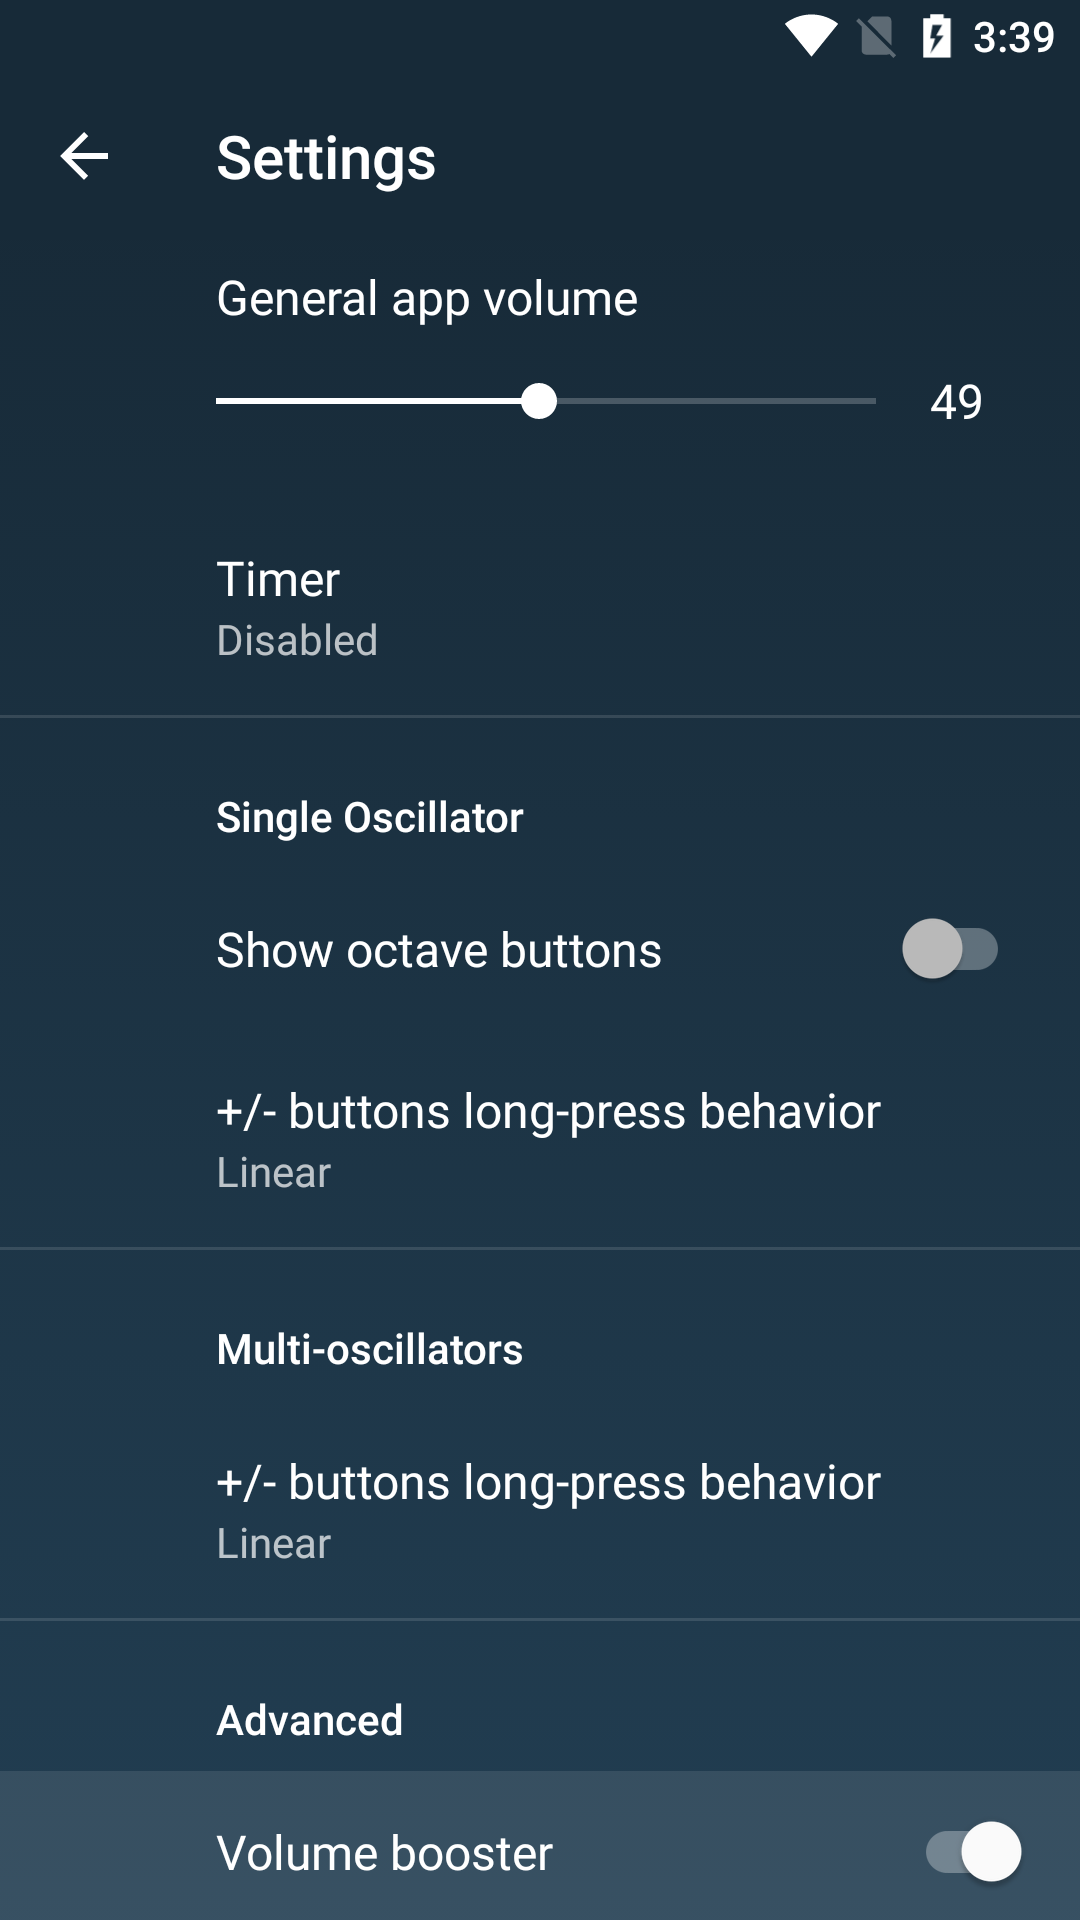 3:39
Settings
General app volume
49
Timer
Disabled
Single Oscillator
Show octave buttons
+/- buttons long-press behavior
Linear
Multi-oscillators
+/- buttons long-press behavior
Linear
Advanced
Volume booster